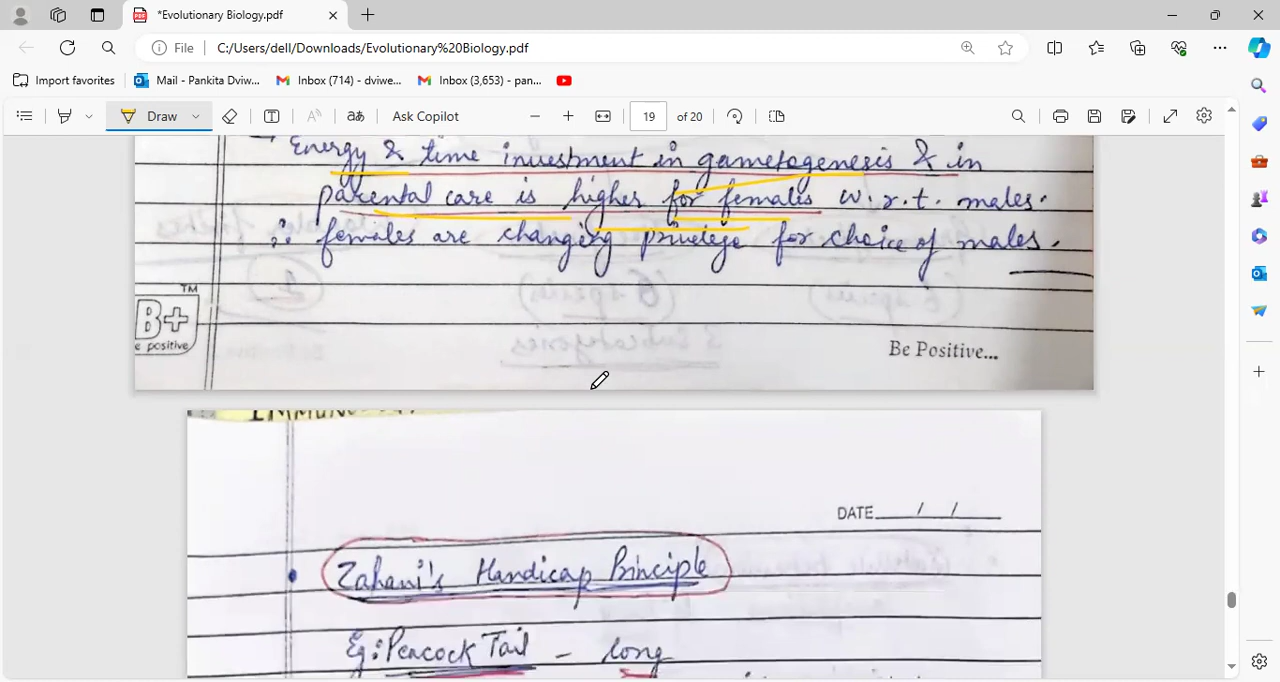 *Evolutionary Biology.pdf
File C:/Users/dell/Downloads/Evolutionary%20Biology.pdf
Import favorites Mail - Pankita Dviw... Inbox (714) - dviwe... Inbox (3,653) - pan...
Draw Ask Copilot 19 of 20
→ Energy & time investment in gametogenesis & in
parental care is higher for females w.r.t. males.
∴ females are changing privilege for choice of males.
TM
B+
e positive
Be Positive...
DATE / /
• Zahani's Handicap Principle
Eg: Peacock Tail – long